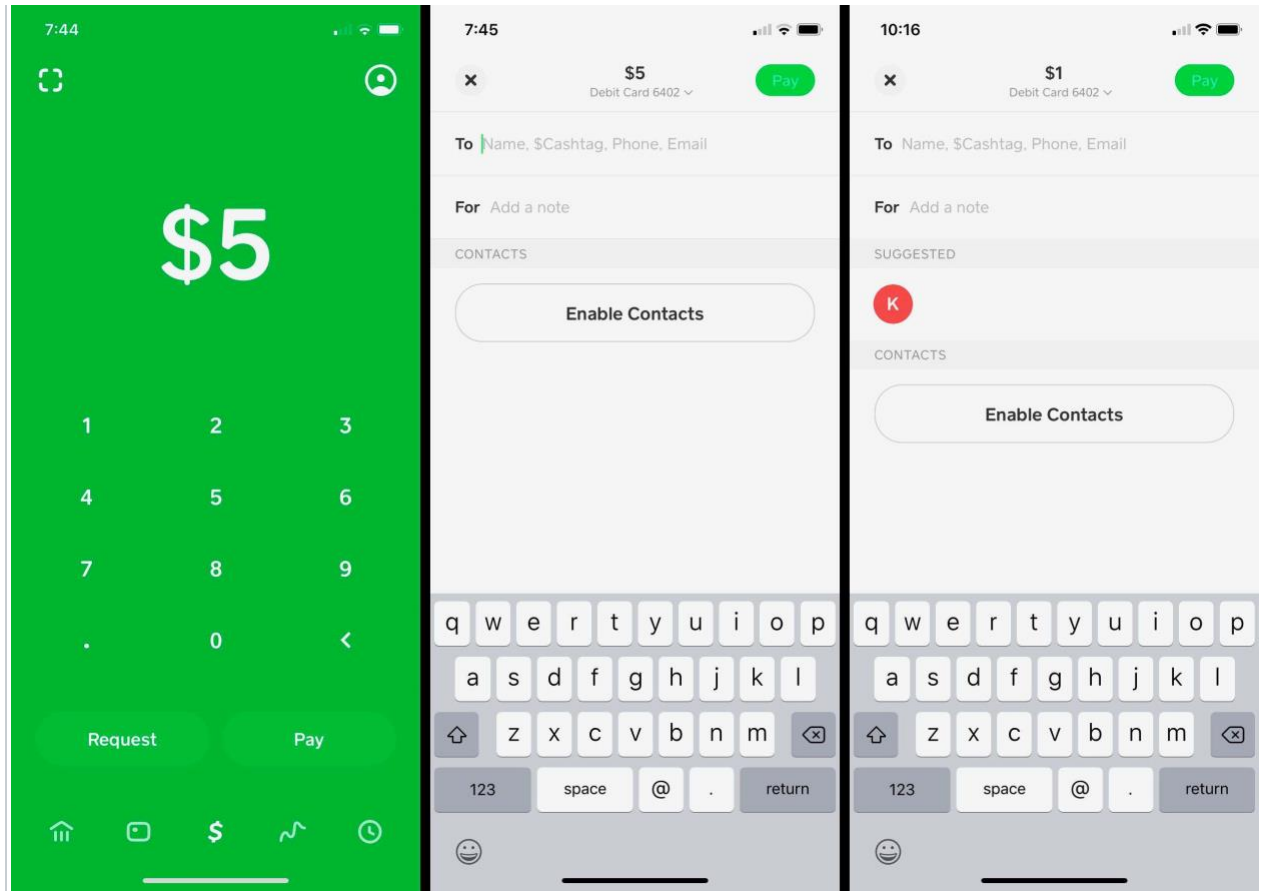 7:44
$5
1 2 3
4 5 6
7 8 9
. 0 <
Request Pay
$
7:45
$5
Debit Card 6402
Pay
To Name, $Cashtag, Phone, Email
For Add a note
CONTACTS
Enable Contacts
q w e r t y u i o p
a s d f g h j k l
z x c v b n m
123 space @ . return
10:16
$1
Debit Card 6402
Pay
To Name, $Cashtag, Phone, Email
For Add a note
SUGGESTED
K
CONTACTS
Enable Contacts
q w e r t y u i o p
a s d f g h j k l
z x c v b n m
123 space @ . return